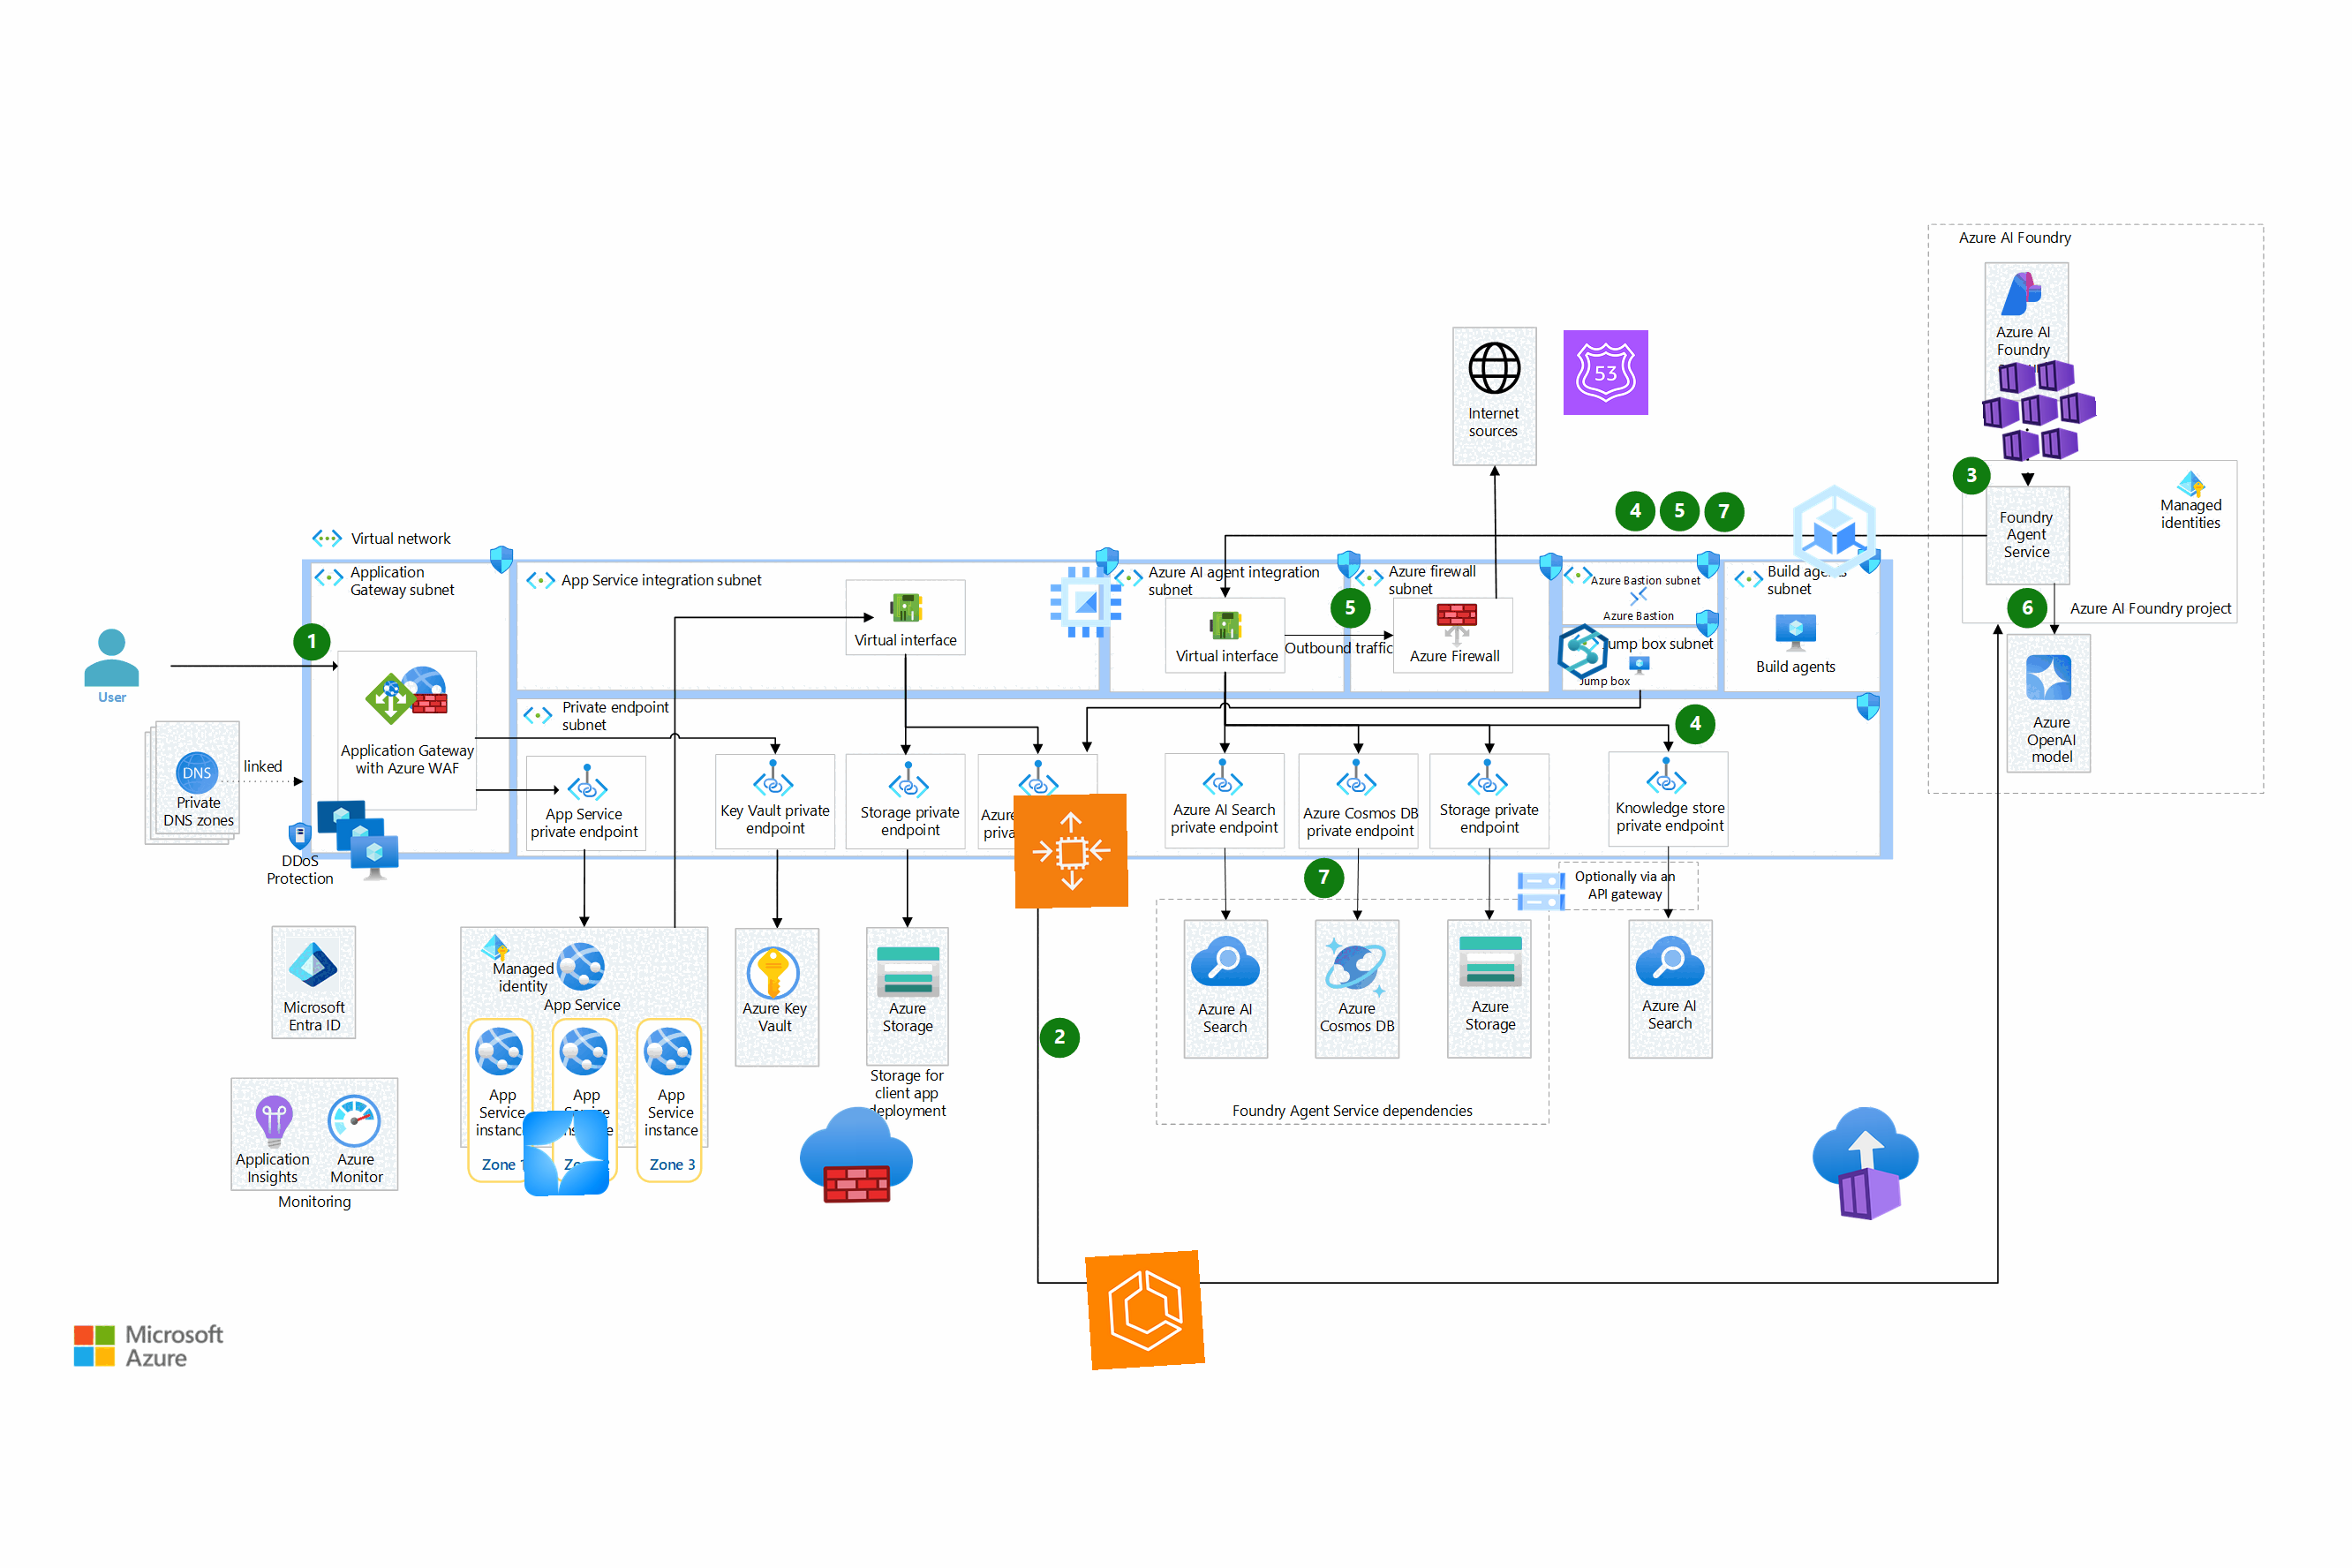 Azure AI Foundry
Azure AI
Foundry
53
Internet
sources
3
Managed
identities
Foundry
Agent
Service
4
5
7
6
Azure AI Foundry project
Azure
OpenAI
model
Virtual network
Application
Gateway subnet
App Service integration subnet
Virtual interface
Azure AI agent integration
subnet
Virtual interface
Outbound traffic
5
Azure firewall
subnet
Azure Firewall
Azure Bastion subnet
Azure Bastion
Jump box subnet
Jump box
Build agents
subnet
Build agents
1
User
Application Gateway
with Azure WAF
DNS
Private
DNS zones
linked
DDoS
Protection
Private endpoint
subnet
App Service
private endpoint
Key Vault private
endpoint
Storage private
endpoint
Azure
Azure AI Search
private endpoint
Azure Cosmos DB
private endpoint
Storage private
endpoint
4
Knowledge store
private endpoint
7
Optionally via an
API gateway
Microsoft
Entra ID
Managed
identity
App Service
App
Service
Zone
App
App
Service
instance
Zone 3
Azure Key
Vault
Azure
Storage
Storage for
client app
deployment
2
Azure AI
Search
Azure
Cosmos DB
Azure
Storage
Foundry Agent Service dependencies
Azure AI
Search
Application
Insights
Azure
Monitor
Monitoring
Microsoft
Azure